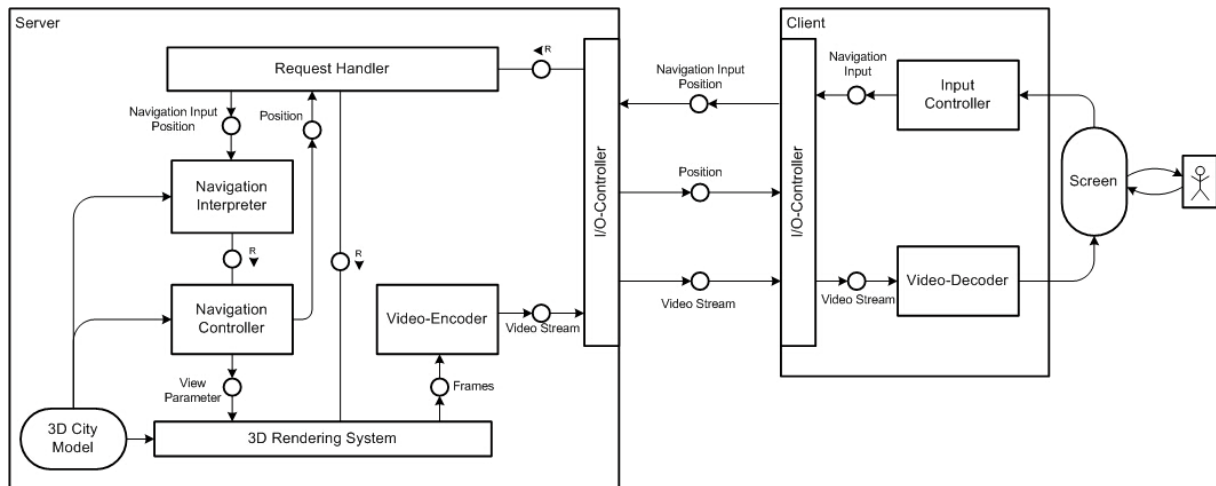 Server
Client
R
Request Handler
Navigation Input
Position
Position
Navigation
Interpreter
R
R
Navigation
Controller
Video-Encoder
Video Stream
View
Parameter
Frames
3D City
Model
3D Rendering System
I/O-Controller
Navigation Input
Position
Position
Video Stream
I/O-Controller
Navigation
Input
Input
Controller
Screen
Video Stream
Video-Decoder